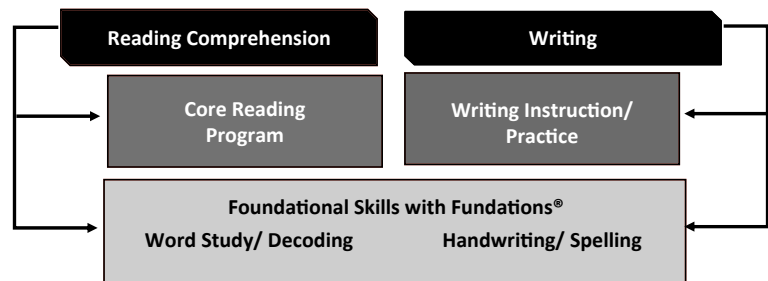 Reading Comprehension
Writing
Core Reading
Program
Writing Instruction/
Practice
Foundational Skills with Fundations®
Word Study/ Decoding
Handwriting/ Spelling